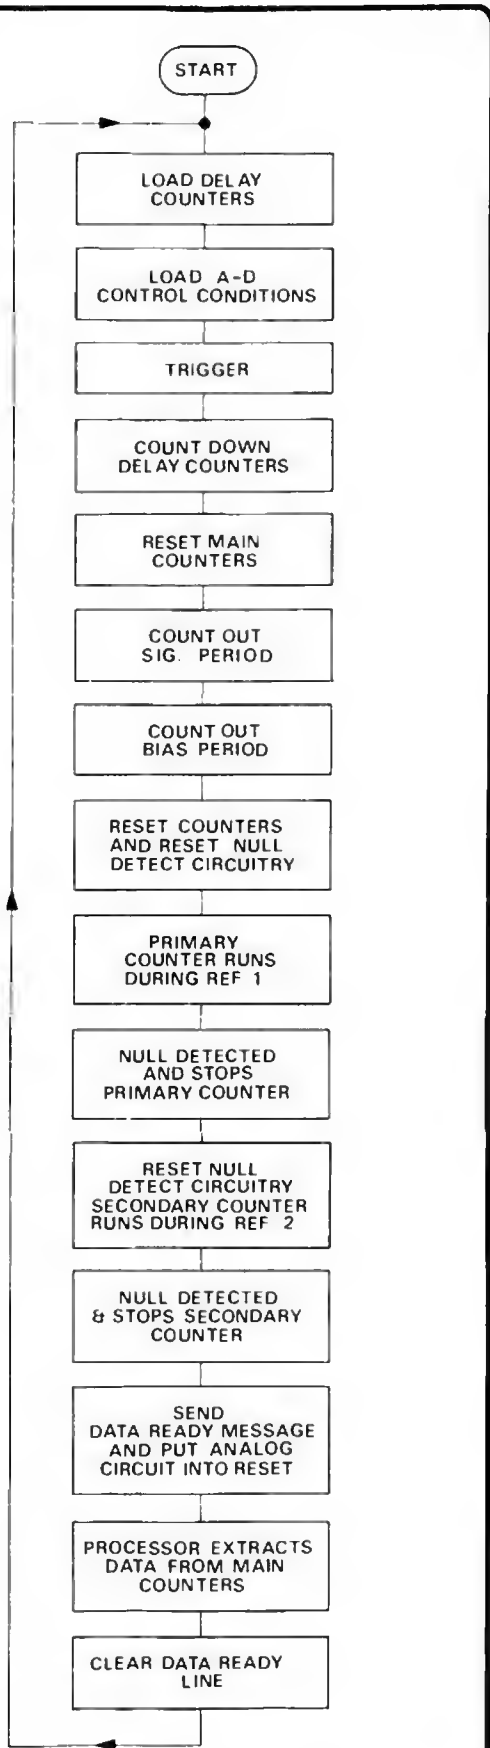 START
LOAD DELAY
COUNTERS
LOAD A-D
CONTROL CONDITIONS
TRIGGER
COUNT DOWN
DELAY COUNTERS
RESET MAIN
COUNTERS
COUNT OUT
SIG. PERIOD
COUNT OUT
BIAS PERIOD
RESET COUNTERS
AND RESET NULL
DETECT CIRCUITRY
PRIMARY
COUNTER RUNS
DURING REF 1
NULL DETECTED
AND STOPS
PRIMARY COUNTER
RESET NULL
DETECT CIRCUITRY
SECONDARY COUNTER
RUNS DURING REF 2
NULL DETECTED
& STOPS SECONDARY
COUNTER
SEND
DATA READY MESSAGE
AND PUT ANALOG
CIRCUIT INTO RESET
PROCESSOR EXTRACTS
DATA FROM MAIN
COUNTERS
CLEAR DATA READY
LINE